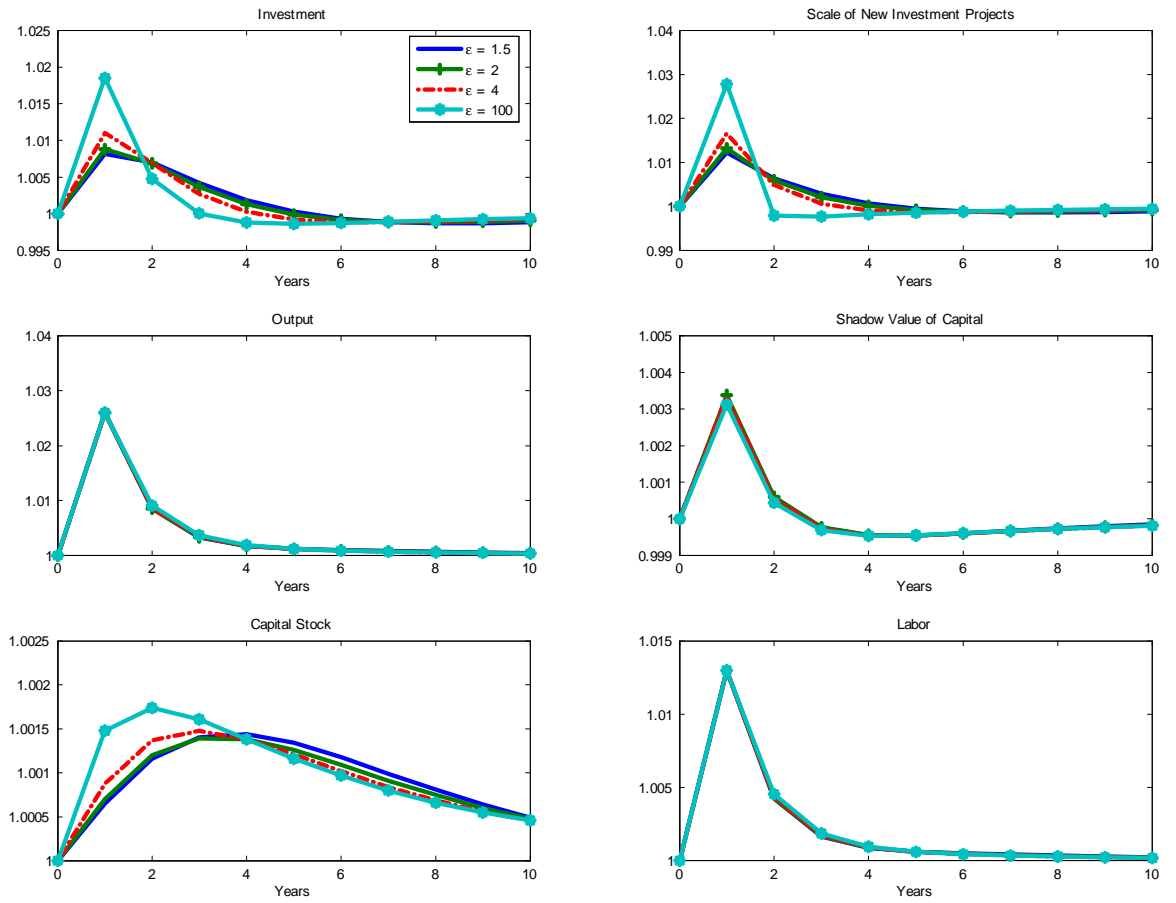 Investment
1.025
1.02
1.015
1.01
1.005
1
0.995
0 2 4 6 8 10
Years
ε = 1.5
ε = 2
ε = 4
ε = 100
Scale of New Investment Projects
1.04
1.03
1.02
1.01
1
0.99
0 2 4 6 8 10
Years
Output
1.04
1.03
1.02
1.01
1
0 2 4 6 8 10
Years
Shadow Value of Capital
1.005
1.004
1.003
1.002
1.001
1
0.999
0 2 4 6 8 10
Years
Capital Stock
1.0025
1.002
1.0015
1.001
1.0005
1
0 2 4 6 8 10
Years
Labor
1.015
1.01
1.005
1
0 2 4 6 8 10
Years